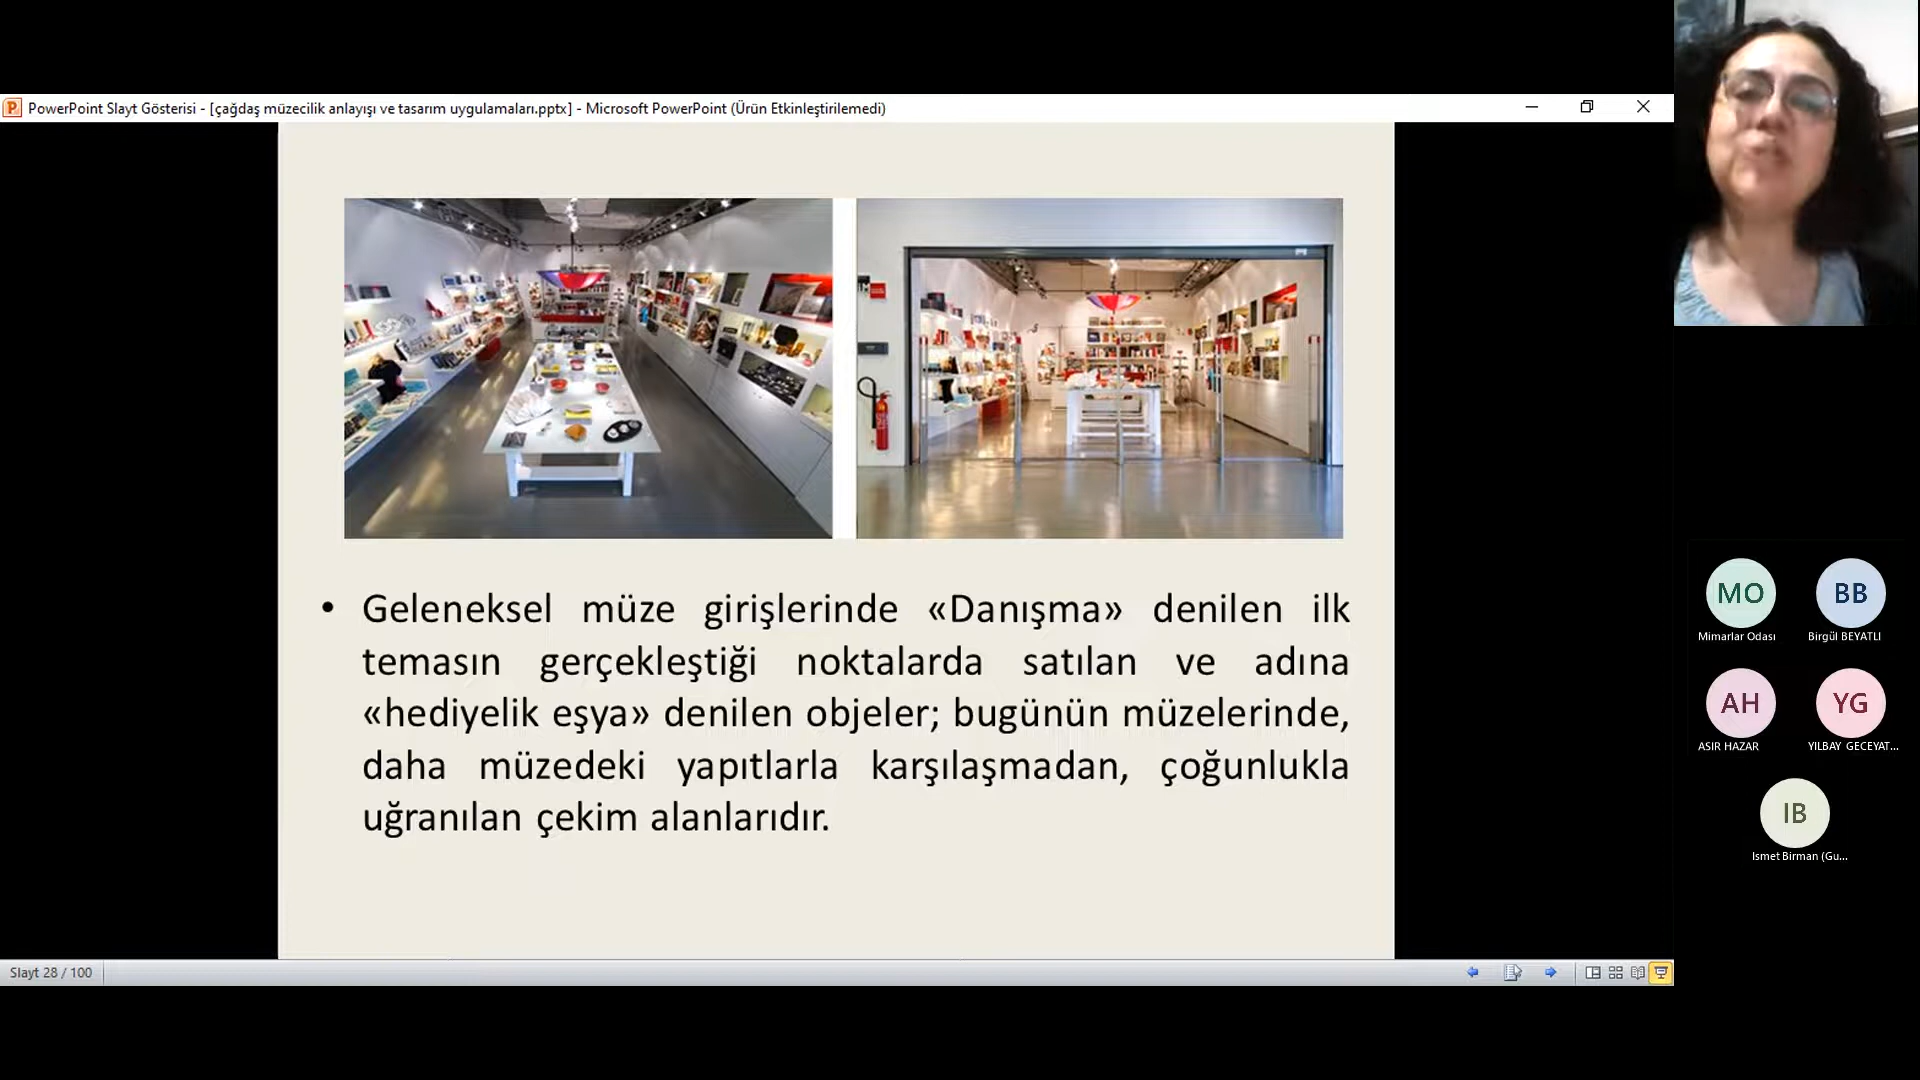 PowerPoint Slayt Gösterisi - [çağdaş müzecilik anlayışı ve tasarım uygulamaları.pptx] - Microsoft PowerPoint (Ürün Etkinleştirilemedi)
• Geleneksel müze girişlerinde «Danışma» denilen ilk
temasın gerçekleştiği noktalarda satılan ve adına
«hediyelik eşya» denilen objeler; bugünün müzelerinde,
daha müzedeki yapıtlarla karşılaşmadan, çoğunlukla
uğranılan çekim alanlarıdır.
Slayt 28 / 100
MO
Mimarlar Odası
BB
Birgül BEYATLI
AH
ASIR HAZAR
YG
YILBAY GECEYAT...
IB
Ismet Birman (Gu...